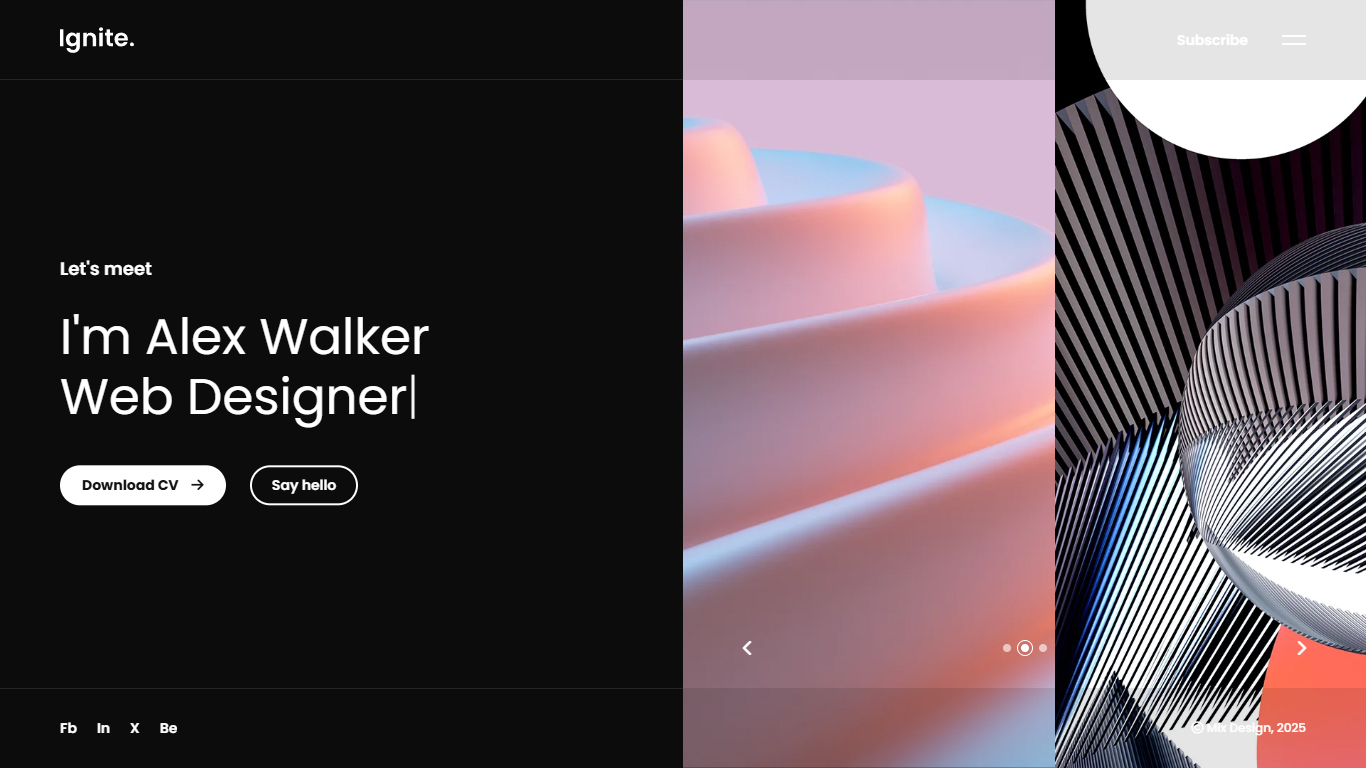 Ignite.
Subscribe
Let's meet
I'm Alex Walker
Web Designer|
Download CV
Say hello
Fb In X Be
© Mix Design, 2025